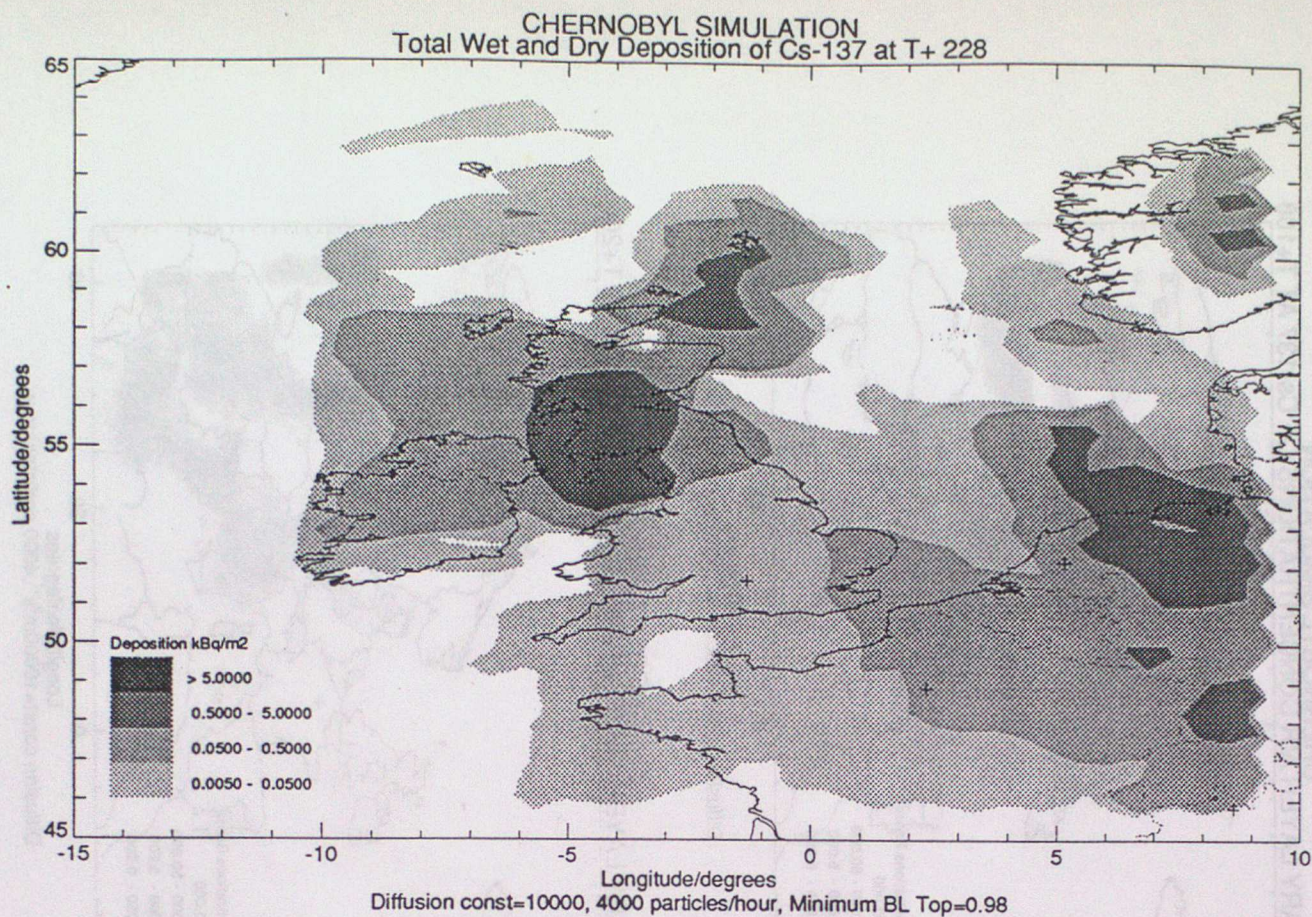 CHERNOBYL SIMULATION
Total Wet and Dry Deposition of Cs-137 at T+ 228
65
60
55
50
45
Latitude/degrees
Deposition kBq/m2
> 5.0000
0.5000 - 5.0000
0.0500 - 0.5000
0.0050 - 0.0500
-15 -10 -5 0 5 10
Longitude/degrees
Diffusion const=10000, 4000 particles/hour, Minimum BL Top=0.98